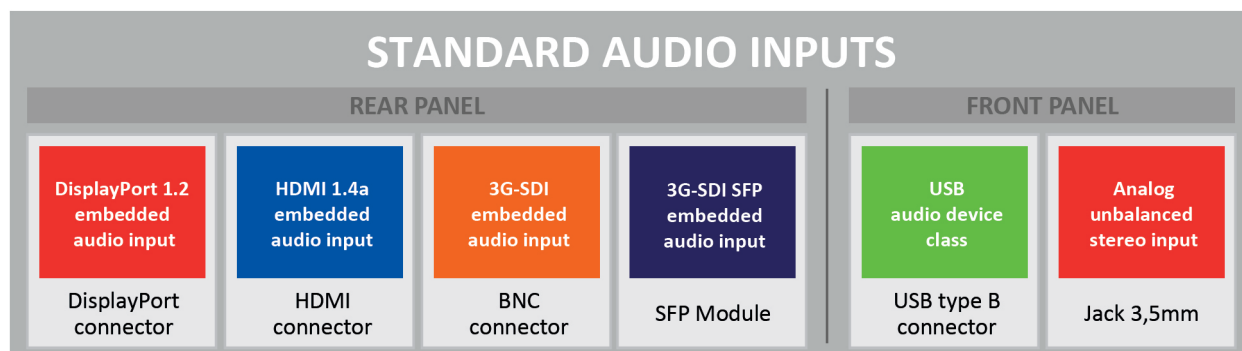 STANDARD AUDIO INPUTS
REAR PANEL
FRONT PANEL
DisplayPort 1.2
embedded
audio input
DisplayPort
connector
HDMI 1.4a
embedded
audio input
HDMI
connector
3G-SDI
embedded
audio input
BNC
connector
3G-SDI SFP
embedded
audio input
SFP Module
USB
audio device
class
USB type B
connector
Analog
unbalanced
stereo input
Jack 3,5mm